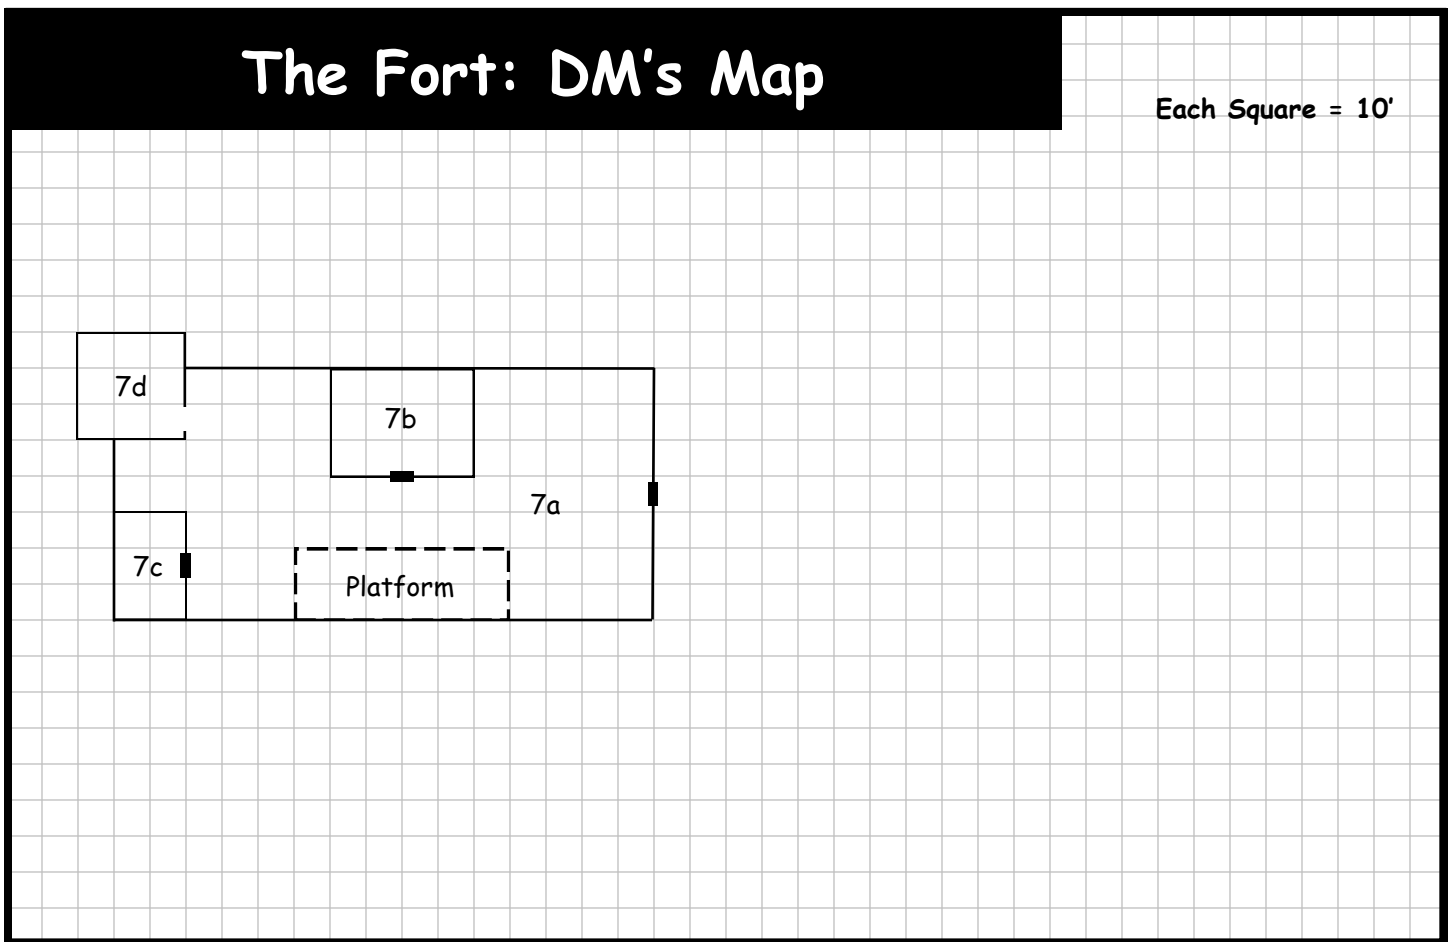 The Fort: DM's Map
Each Square = 10'
7d
7b
7a
7c
Platform